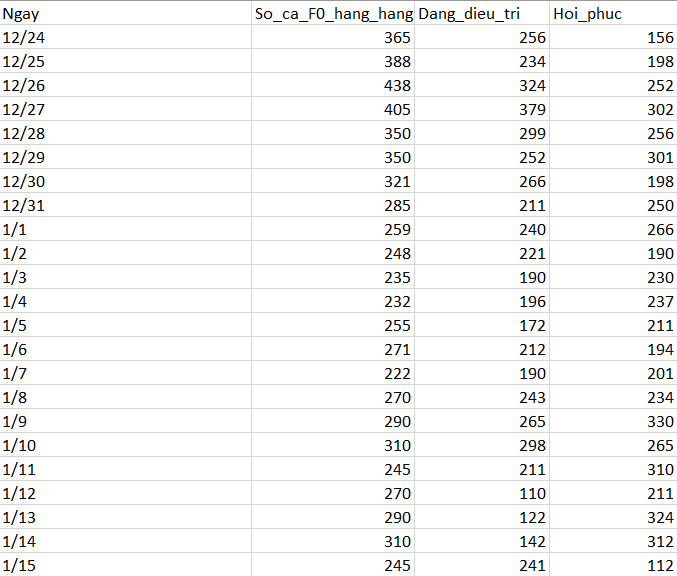 Ngay So_ca_F0_hang_hang Dang_dieu_tri Hoi_phuc
12/24 365 256 156
12/25 388 234 198
12/26 438 324 252
12/27 405 379 302
12/28 350 299 256
12/29 350 252 301
12/30 321 266 198
12/31 285 211 250
1/1 259 240 266
1/2 248 221 190
1/3 235 190 230
1/4 232 196 237
1/5 255 172 211
1/6 271 212 194
1/7 222 190 201
1/8 270 243 234
1/9 290 265 330
1/10 310 298 265
1/11 245 211 310
1/12 270 110 211
1/13 290 122 324
1/14 310 142 312
1/15 245 241 112